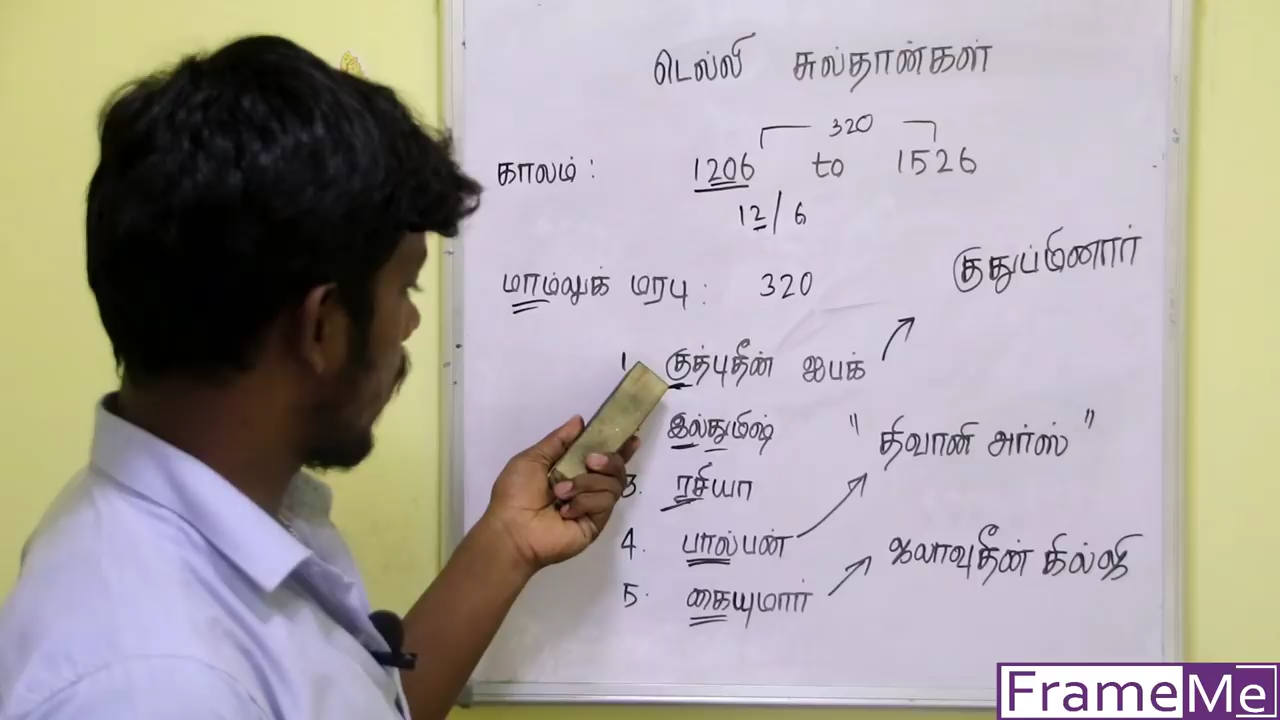 டெல்லி சுல்தான்கள்
320
காலம் : 1206 to 1526
12/6
மாம்லுக் மரபு : 320
குதுப்மினார்
1. குத்புதீன் ஐபக்
இல்துமிஷ் " திவானி அர்ஸ் "
3. ரசியா
4. பால்பன்
ஜலாவுதீன் கில்ஜி
5. கையுமார்
FrameMe